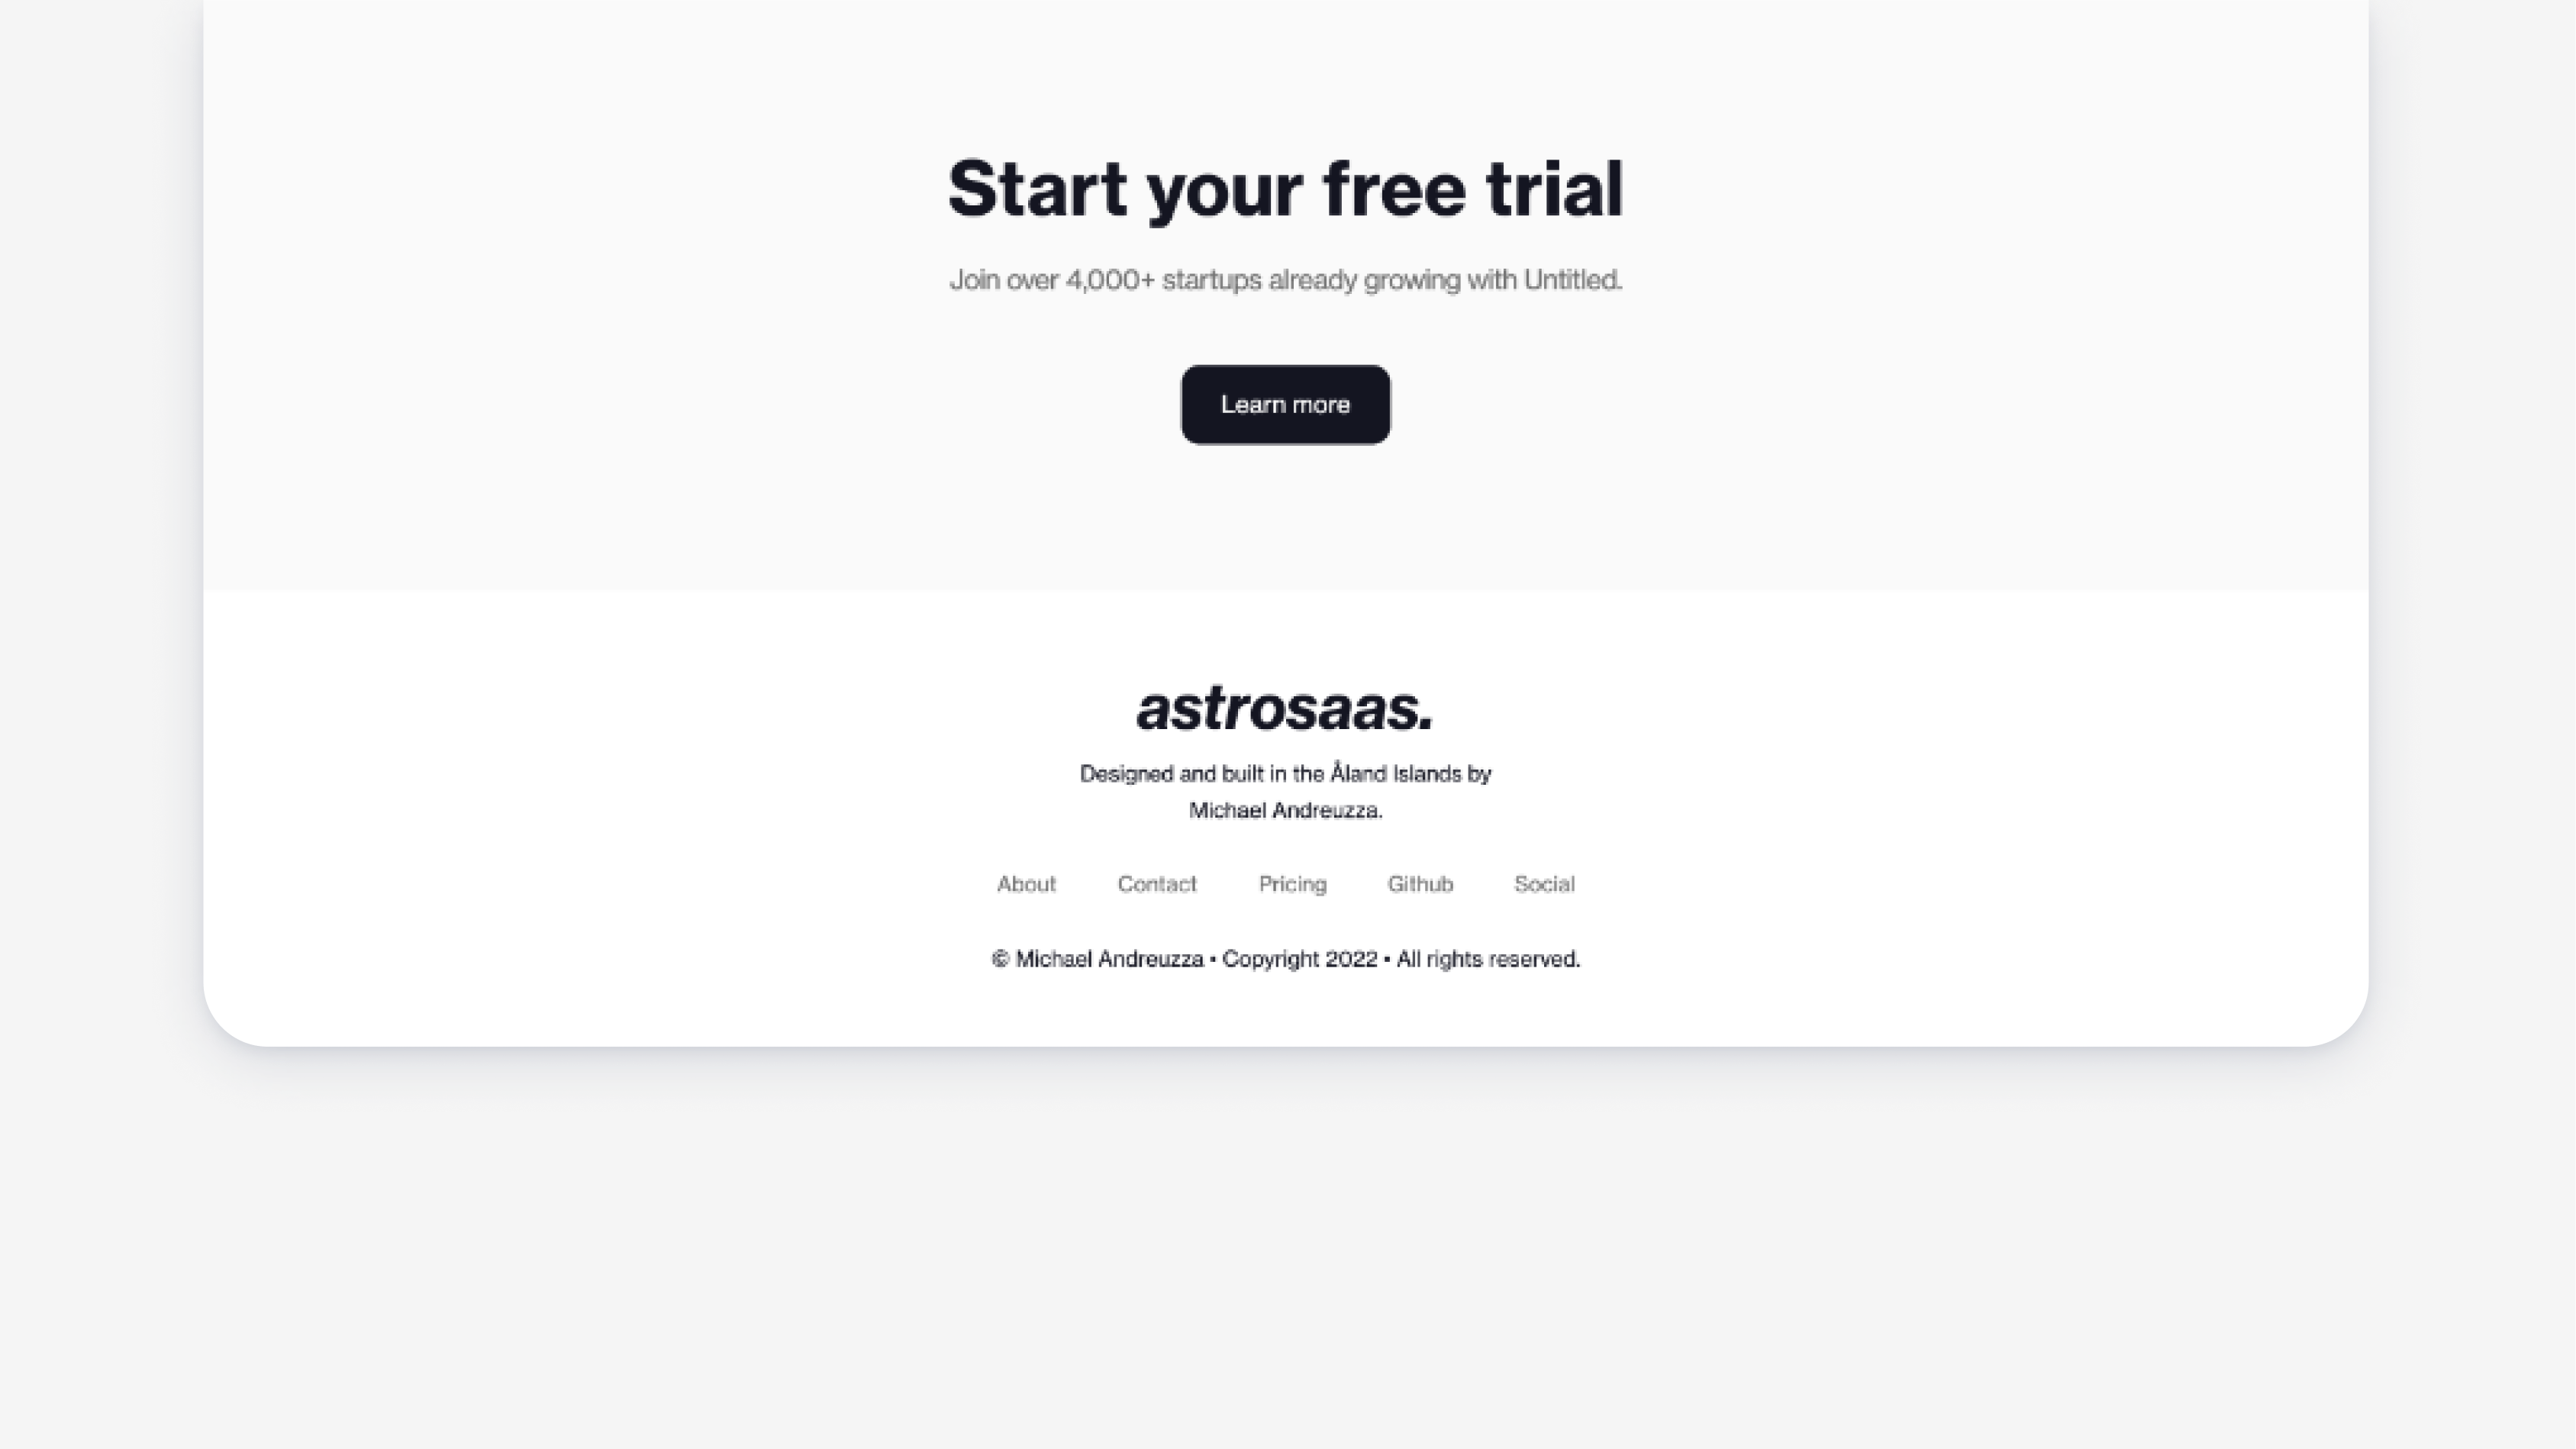 Start your free trial
Join over 4,000+ startups already growing with Untitled.
Learn more
astrosaas.
Designed and built in the Åland Islands by
Michael Andreuzza.
About Contact Pricing Github Social
© Michael Andreuzza • Copyright 2022 • All rights reserved.